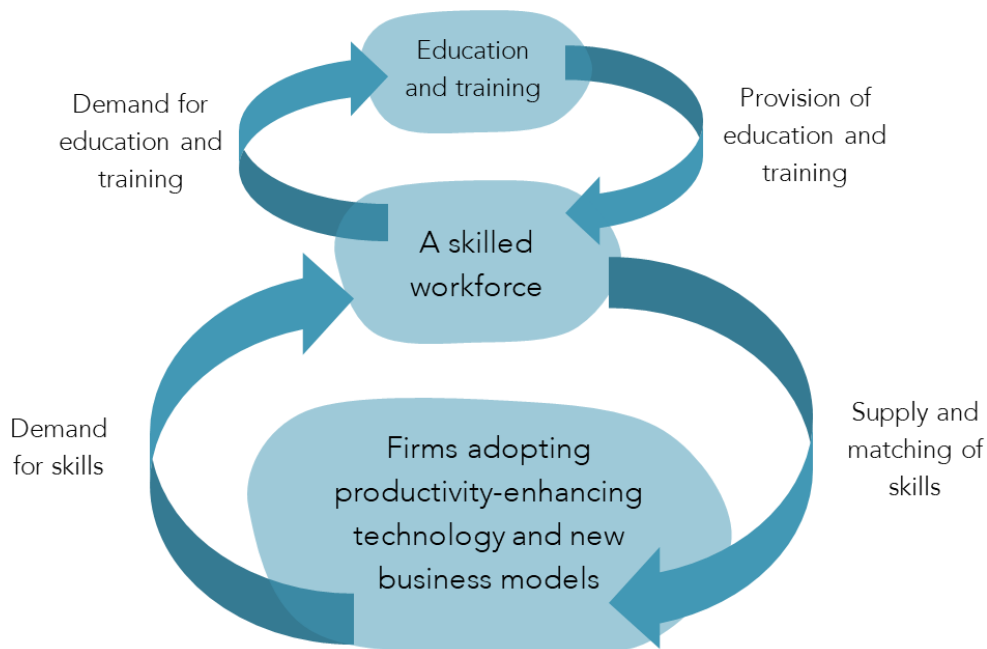 Education
and training
Demand for
education and
training
Provision of
education and
training
A skilled
workforce
Demand
for skills
Supply and
matching of
skills
Firms adopting
productivity-enhancing
technology and new
business models